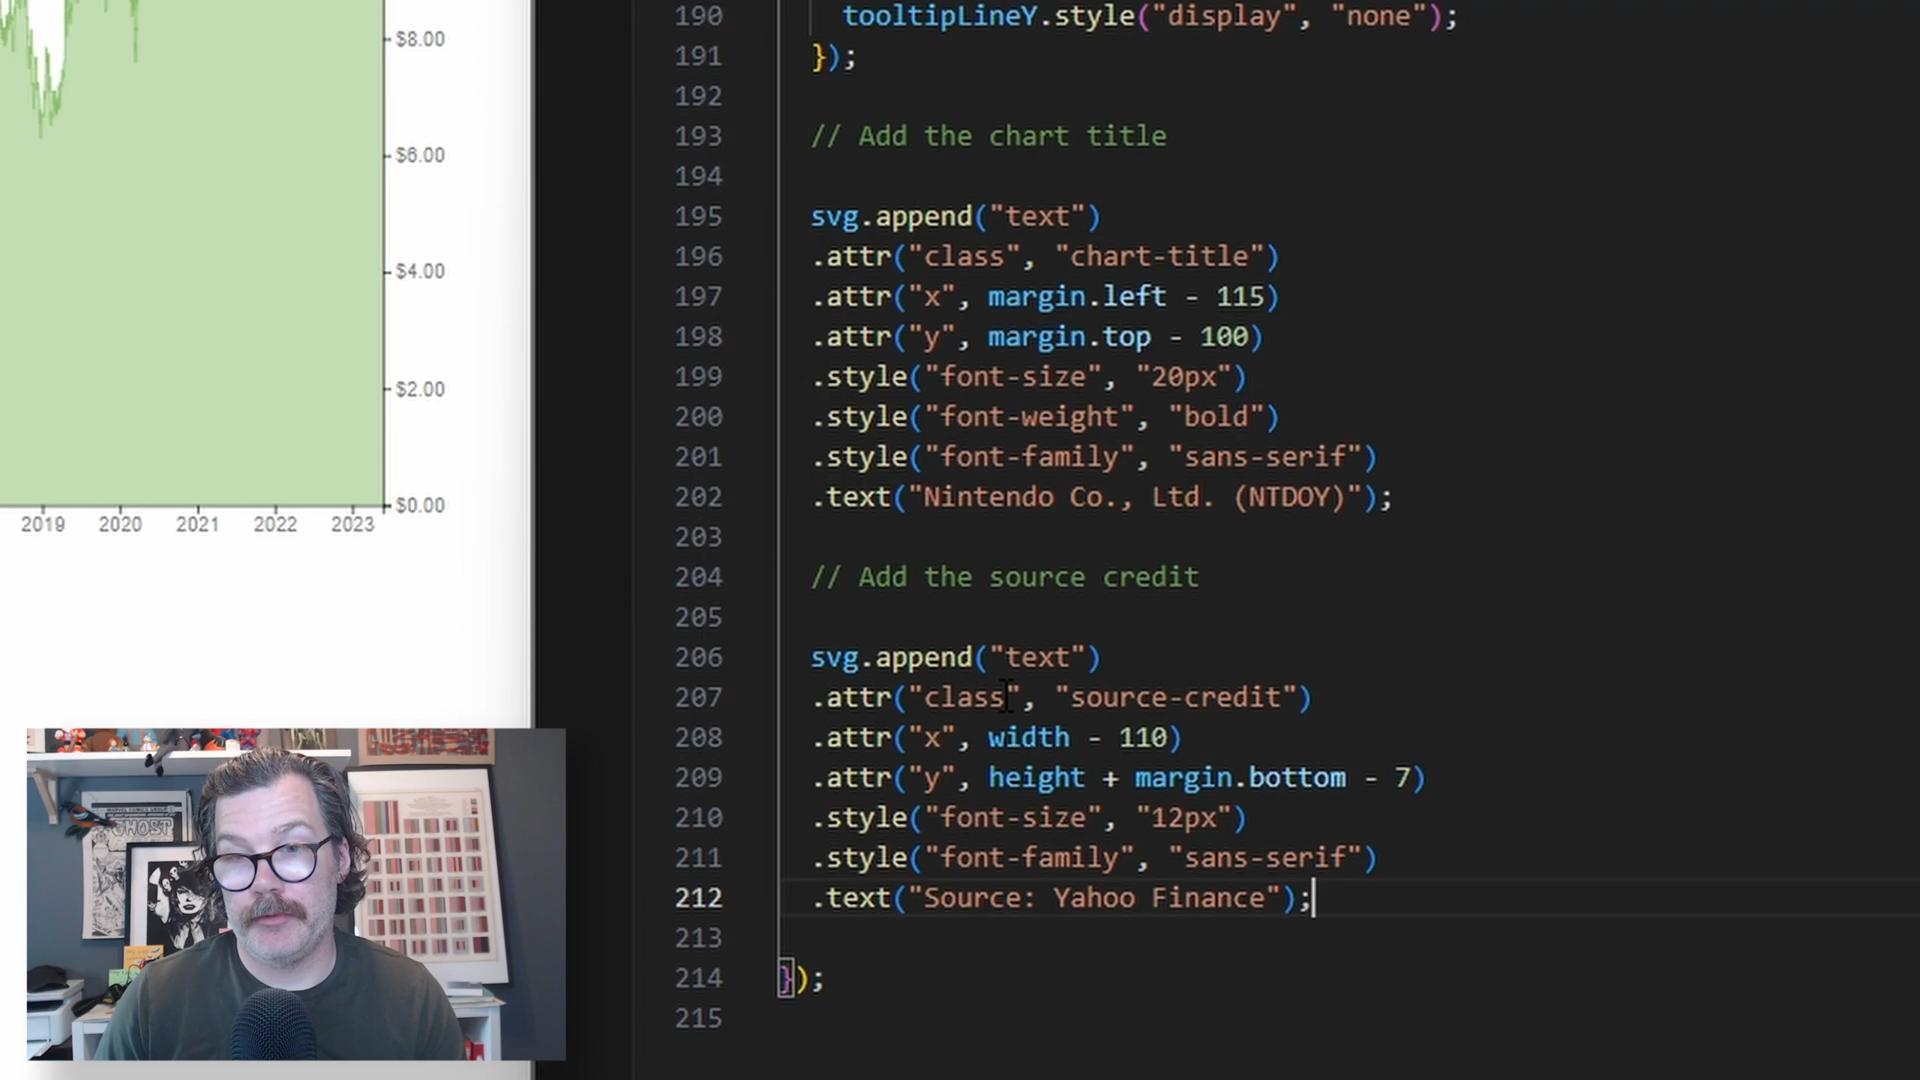 $8.00
$6.00
$4.00
$2.00
$0.00
2019 2020 2021 2022 2023
190 tooltipLineY.style("display", "none");
191 });
192
193 // Add the chart title
194
195 svg.append("text")
196 .attr("class", "chart-title")
197 .attr("x", margin.left - 115)
198 .attr("y", margin.top - 100)
199 .style("font-size", "20px")
200 .style("font-weight", "bold")
201 .style("font-family", "sans-serif")
202 .text("Nintendo Co., Ltd. (NTDOY)");
203
204 // Add the source credit
205
206 svg.append("text")
207 .attr("class", "source-credit")
208 .attr("x", width - 110)
209 .attr("y", height + margin.bottom - 7)
210 .style("font-size", "12px")
211 .style("font-family", "sans-serif")
212 .text("Source: Yahoo Finance");
213
214 });
215
GHOST